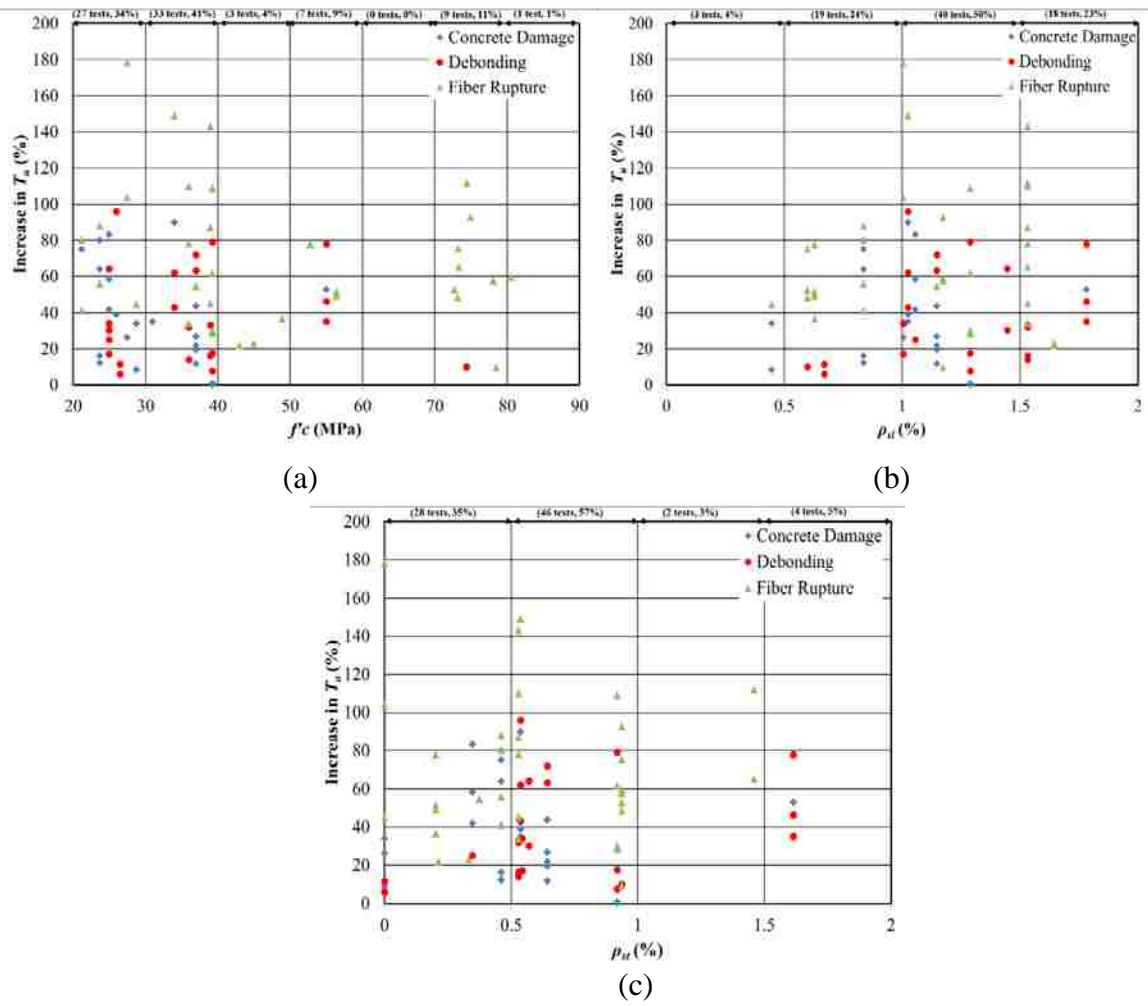 (27 tests, 34%) (33 tests, 41%) (3 tests, 4%) (7 tests, 9%) (0 tests, 0%) (9 tests, 11%) (1 test, 1%)
200
180
160
140
120
100
80
60
40
20
0
Increase in Tu (%)
Concrete Damage
Debonding
Fiber Rupture
20 30 40 50 60 70 80 90
f'c (MPa)
(a)
(3 tests, 4%) (19 tests, 24%) (40 tests, 50%) (18 tests, 23%)
200
180
160
140
120
100
80
60
40
20
0
Increase in Tu (%)
Concrete Damage
Debonding
Fiber Rupture
0 0.5 1 1.5 2
ρsl (%)
(b)
(28 tests, 35%) (46 tests, 57%) (2 tests, 3%) (4 tests, 5%)
200
180
160
140
120
100
80
60
40
20
0
Increase in Tu (%)
Concrete Damage
Debonding
Fiber Rupture
0 0.5 1 1.5 2
ρst (%)
(c)